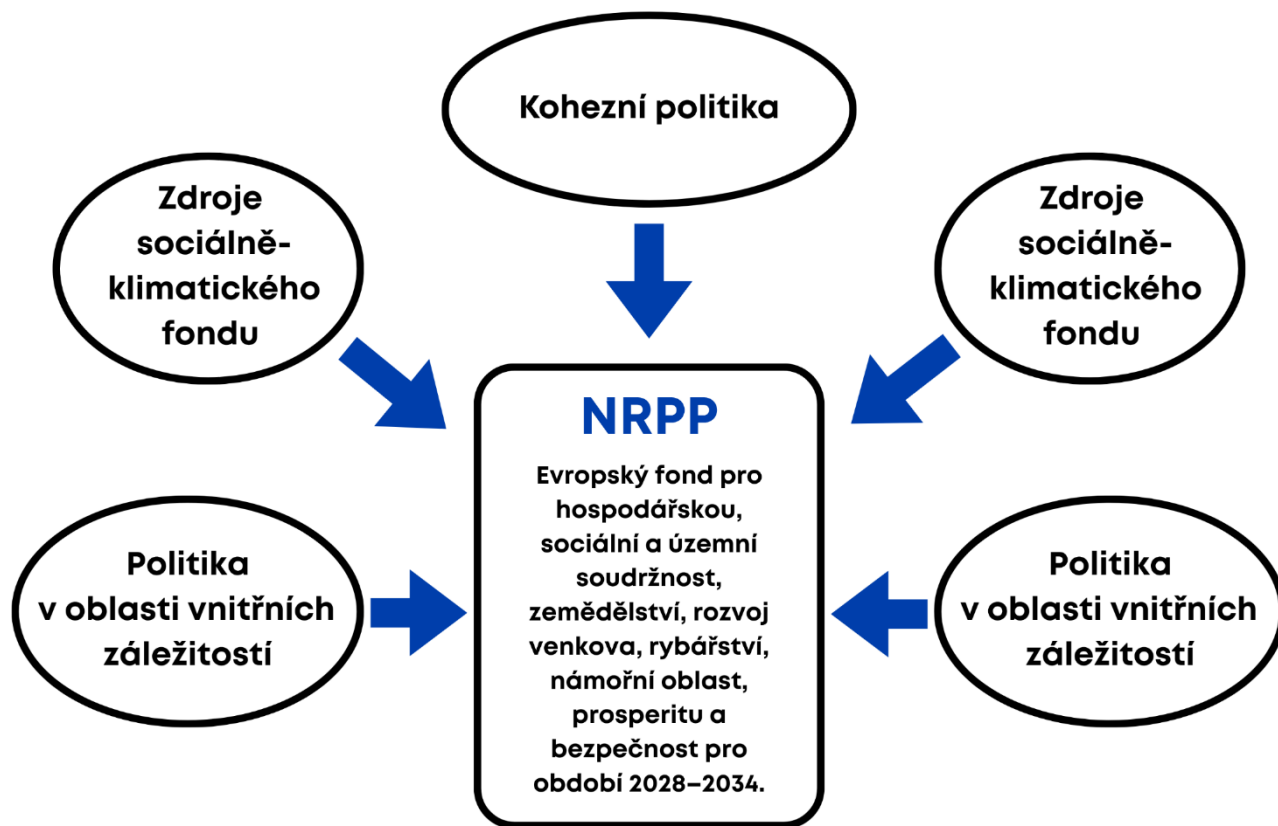 Kohezní politika
Zdroje
sociálně-
klimatického
fondu
Zdroje
sociálně-
klimatického
fondu
NRPP
Evropský fond pro
hospodářskou,
sociální a územní
soudržnost,
zemědělství, rozvoj
venkova, rybářství,
námořní oblast,
prosperitu a
bezpečnost pro
období 2028–2034.
Politika
v oblasti vnitřních
záležitostí
Politika
v oblasti vnitřních
záležitostí